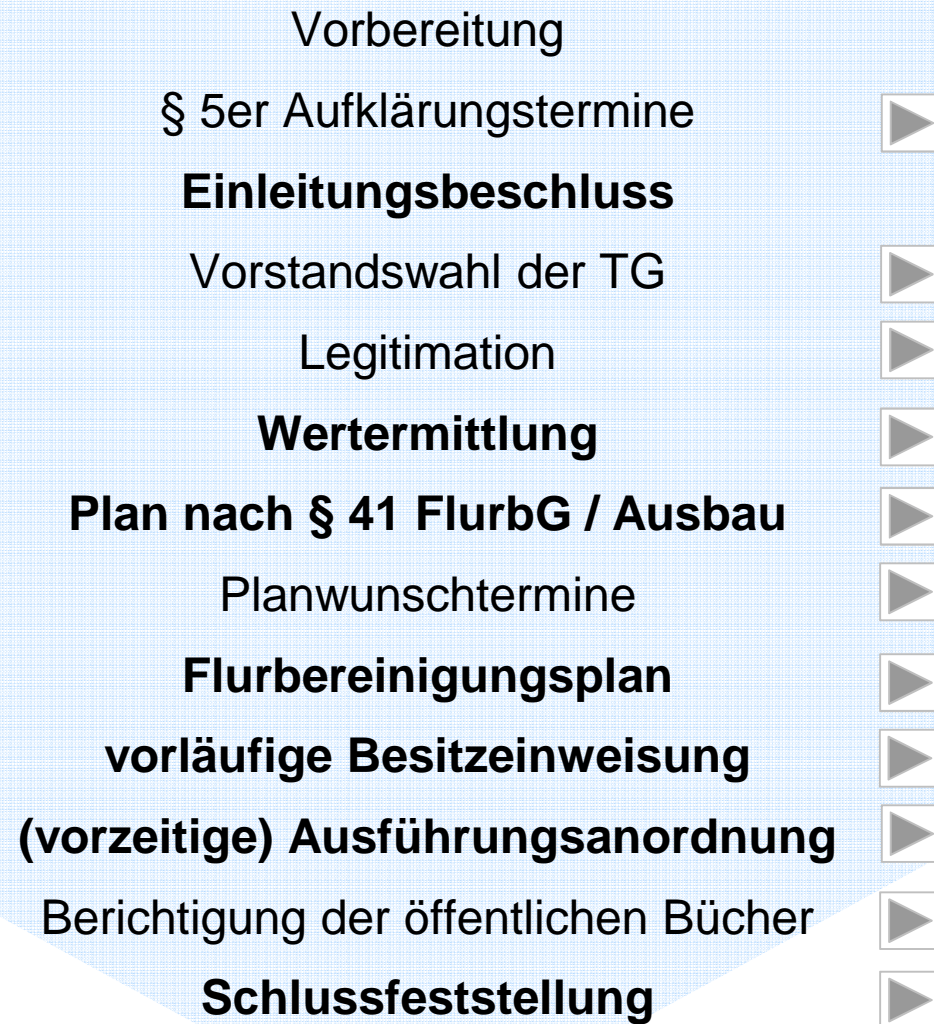 Vorbereitung
§ 5er Aufklärungstermine
Einleitungsbeschluss
Vorstandswahl der TG
Legitimation
Wertermittlung
Plan nach § 41 FlurbG / Ausbau
Planwunschtermine
Flurbereinigungsplan
vorläufige Besitzeinweisung
(vorzeitige) Ausführungsanordnung
Berichtigung der öffentlichen Bücher
Schlussfeststellung